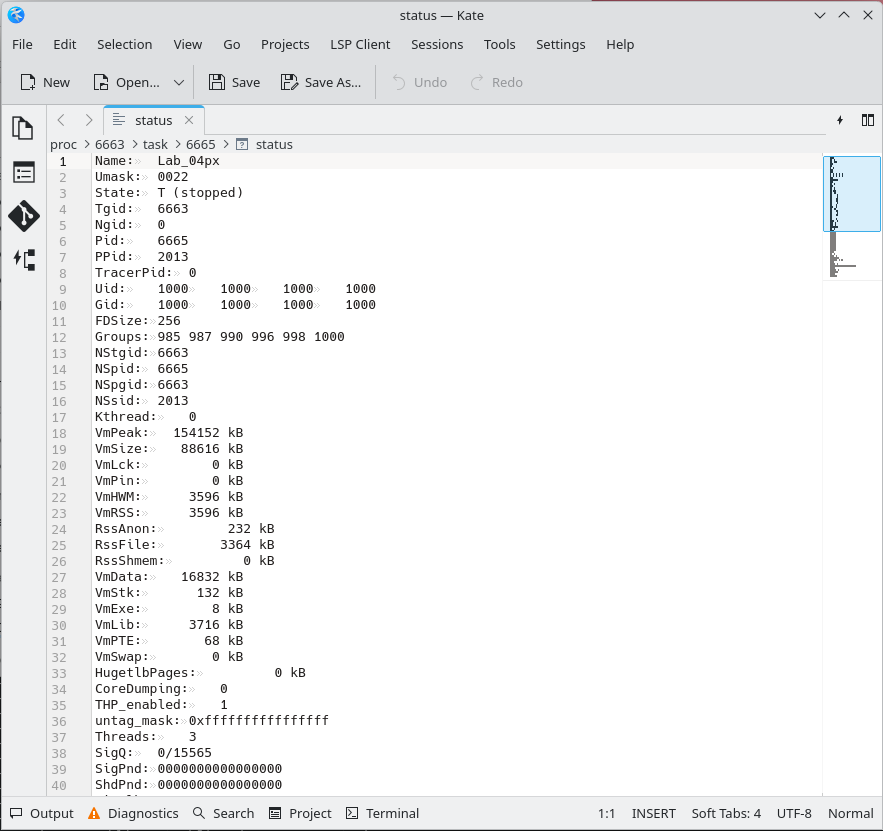 status — Kate
File Edit Selection View Go Projects LSP Client Sessions Tools Settings Help
New Open... Save Save As... Undo Redo
status
proc > 6663 > task > 6665 > status
1 Name: Lab_04px
2 Umask: 0022
3 State: T (stopped)
4 Tgid: 6663
5 Ngid: 0
6 Pid: 6665
7 PPid: 2013
8 TracerPid: 0
9 Uid: 1000 1000 1000 1000
10 Gid: 1000 1000 1000 1000
11 FDSize: 256
12 Groups: 985 987 990 996 998 1000
13 NStgid: 6663
14 NSpid: 6665
15 NSpgid: 6663
16 NSsid: 2013
17 Kthread: 0
18 VmPeak: 154152 kB
19 VmSize: 88616 kB
20 VmLck: 0 kB
21 VmPin: 0 kB
22 VmHWM: 3596 kB
23 VmRSS: 3596 kB
24 RssAnon: 232 kB
25 RssFile: 3364 kB
26 RssShmem: 0 kB
27 VmData: 16832 kB
28 VmStk: 132 kB
29 VmExe: 8 kB
30 VmLib: 3716 kB
31 VmPTE: 68 kB
32 VmSwap: 0 kB
33 HugetlbPages: 0 kB
34 CoreDumping: 0
35 THP_enabled: 1
36 untag_mask: 0xffffffffffffffff
37 Threads: 3
38 SigQ: 0/15565
39 SigPnd: 0000000000000000
40 ShdPnd: 0000000000000000
Output Diagnostics Search Project Terminal 1:1 INSERT Soft Tabs: 4 UTF-8 Normal